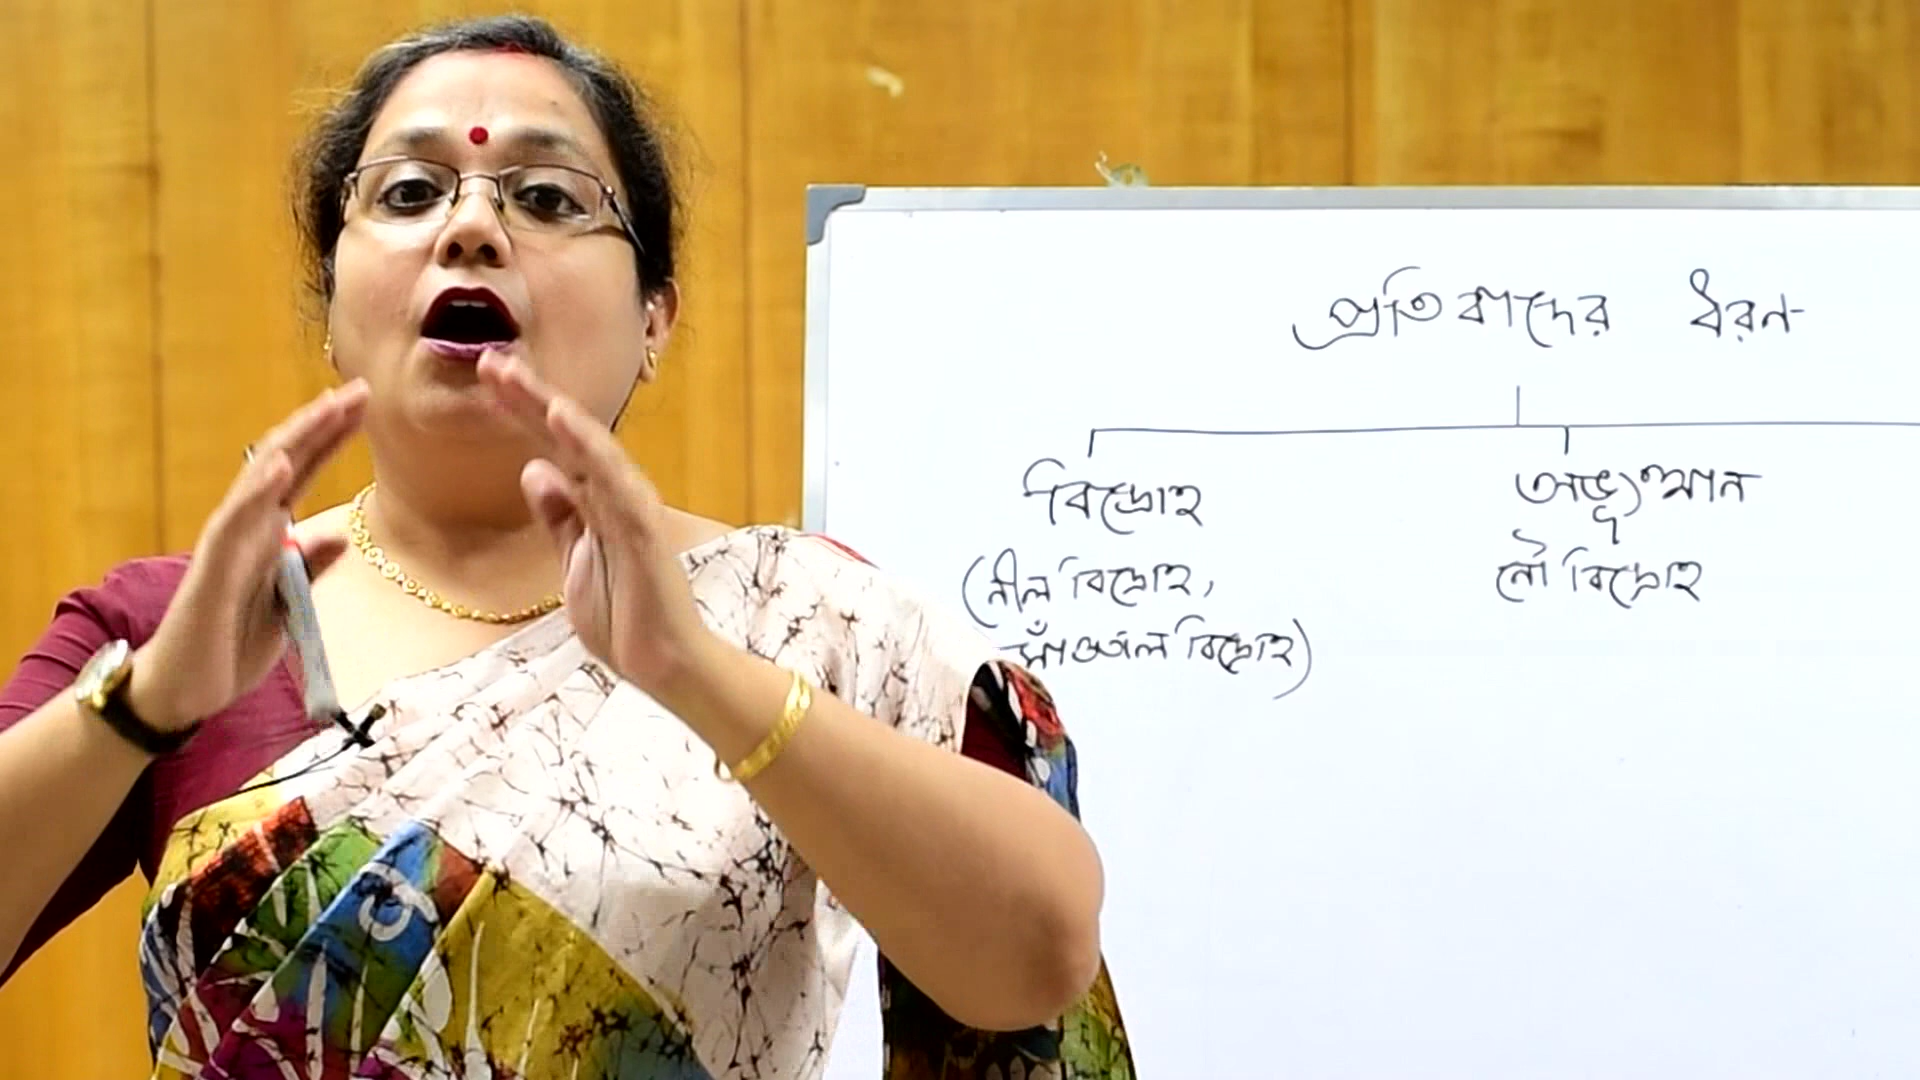 প্রতিবাদের ধরন
বিদ্রোহ
অভ্যুত্থান
(নীল বিদ্রোহ,
নৌ বিদ্রোহ
সাঁওতাল বিদ্রোহ)